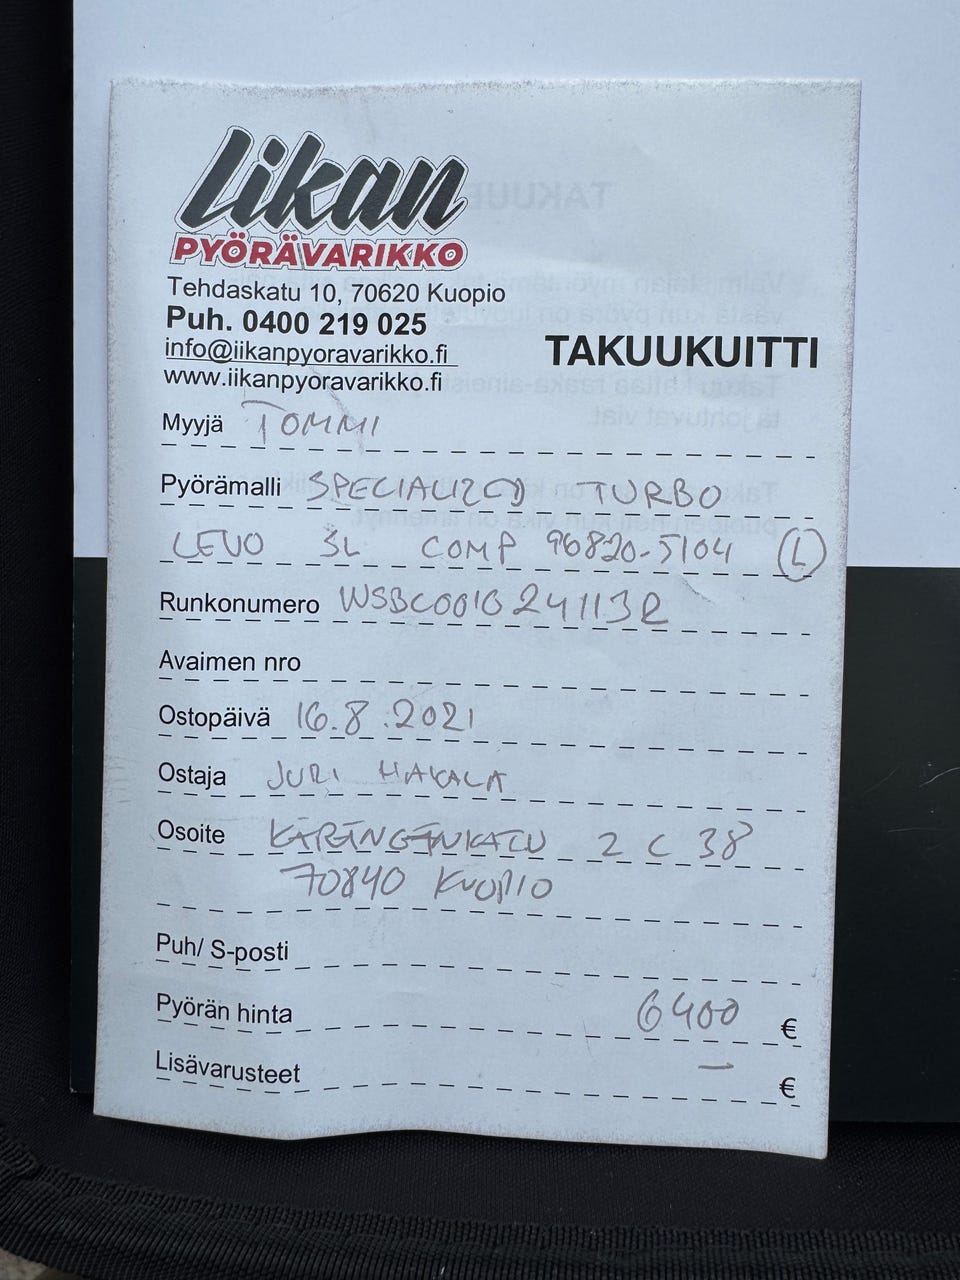 Iikan
PYÖRÄVARIKKO
Tehdaskatu 10, 70620 Kuopio
Puh. 0400 219 025
info@iikanpyoravarikko.fi
www.iikanpyoravarikko.fi
TAKUUKUITTI
Myyjä TOMMI
Pyörämalli SPECIALIZED TURBO
LEVO SL COMP 96820-5104 (L)
Runkonumero WSBC001624113R
Avaimen nro
Ostopäivä 16.8.2021
Ostaja JURI HAKALA
Osoite KÄRÄNGÄNKATU 2 C 38
70840 KUOPIO
Puh/ S-posti
Pyörän hinta 6400 €
Lisävarusteet — €